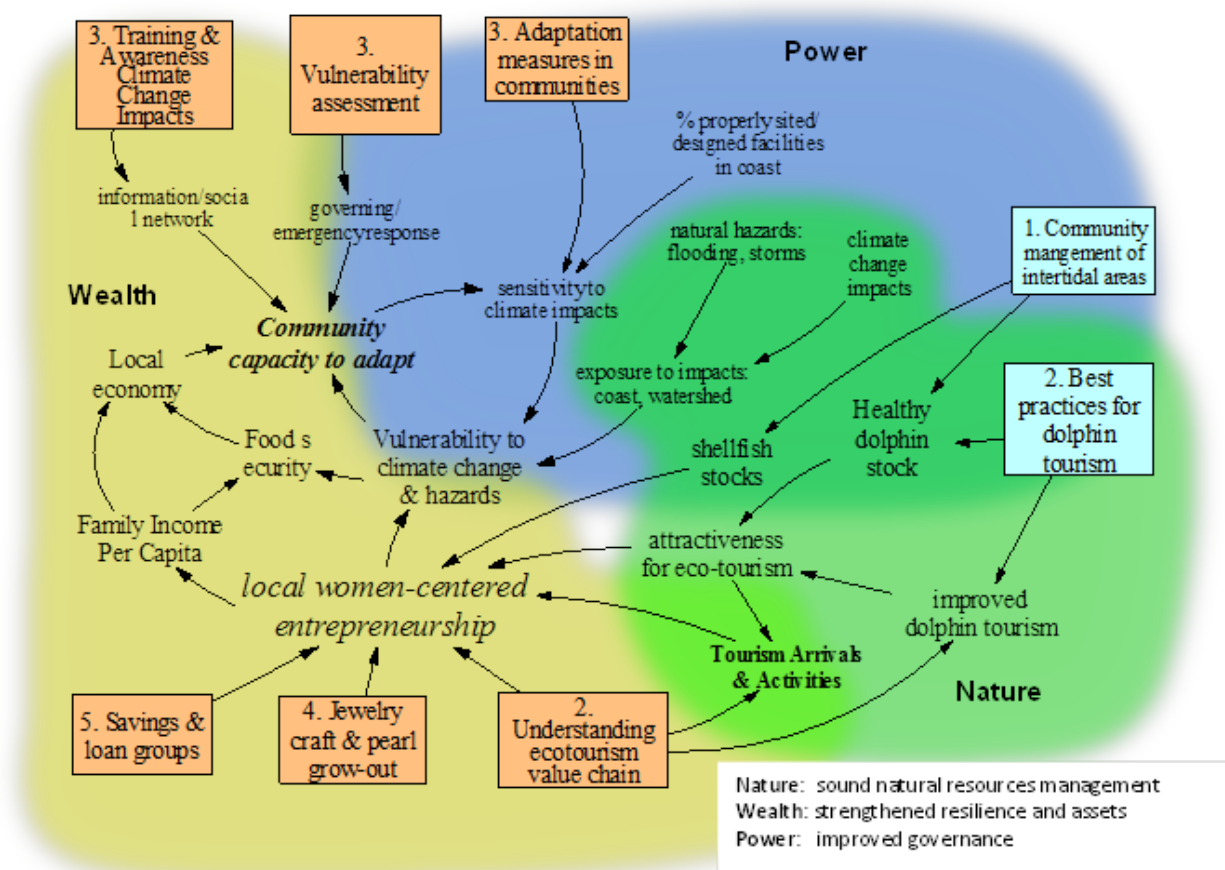 3. Training &
Awareness
Climate
Change
Impacts
3.
Vulnerability
assessment
3. Adaptation
measures in
communities
Power
% properly sited/
designed facilities
in coast
information/socia
l network
governing/
emergency response
natural hazards:
flooding, storms
climate
change
impacts
1. Community
mangement of
intertidal areas
Wealth
sensitivity to
climate impacts
Community
capacity to adapt
Local
economy
exposure to impacts:
coast, watershed
2. Best
practices for
dolphin
tourism
Healthy
dolphin
stock
Food s
ecurity
Vulnerability to
climate change
& hazards
shellfish
stocks
Family Income
Per Capita
attractiveness
for eco-tourism
local women-centered
entrepreneurship
improved
dolphin tourism
Tourism Arrivals
& Activities
Nature
5. Savings &
loan groups
4. Jewelry
craft & pearl
grow-out
2.
Understanding
ecotourism
value chain
Nature: sound natural resources management
Wealth: strengthened resilience and assets
Power: improved governance